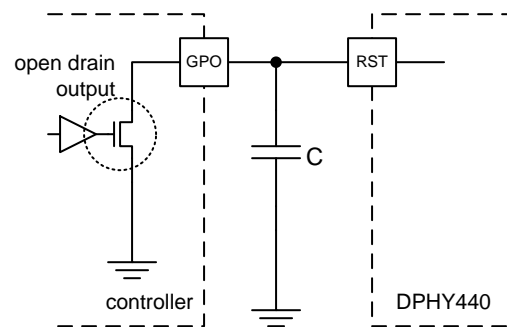 open drain
output
GPO
RST
C
controller
DPHY440